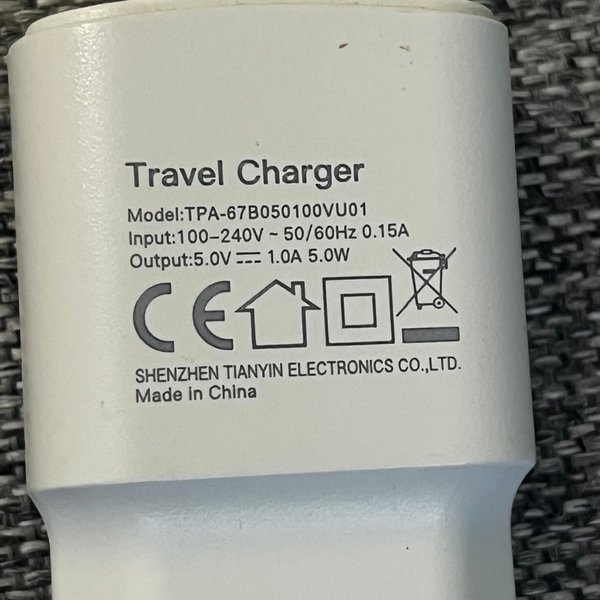 Travel Charger
Model:TPA-67B050100VU01
Input:100-240V ~ 50/60Hz 0.15A
Output:5.0V ⎓ 1.0A 5.0W
CE
SHENZHEN TIANYIN ELECTRONICS CO.,LTD.
Made in China